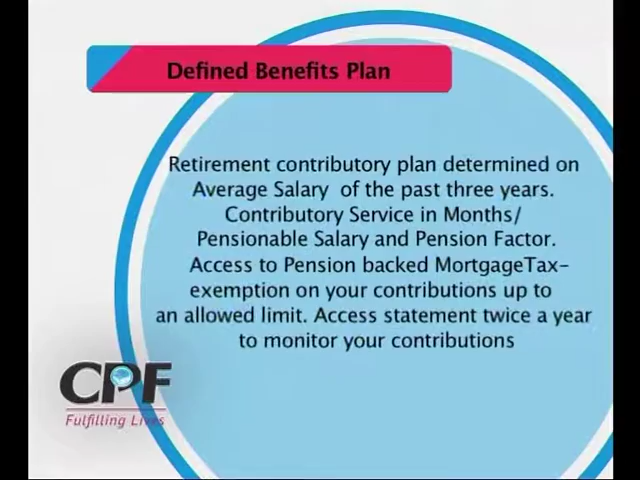 Defined Benefits Plan
Retirement contributory plan determined on
Average Salary of the past three years.
Contributory Service in Months/
Pensionable Salary and Pension Factor.
Access to Pension backed MortgageTax-
exemption on your contributions up to
an allowed limit. Access statement twice a year
to monitor your contributions
CPF
Fulfilling Lives